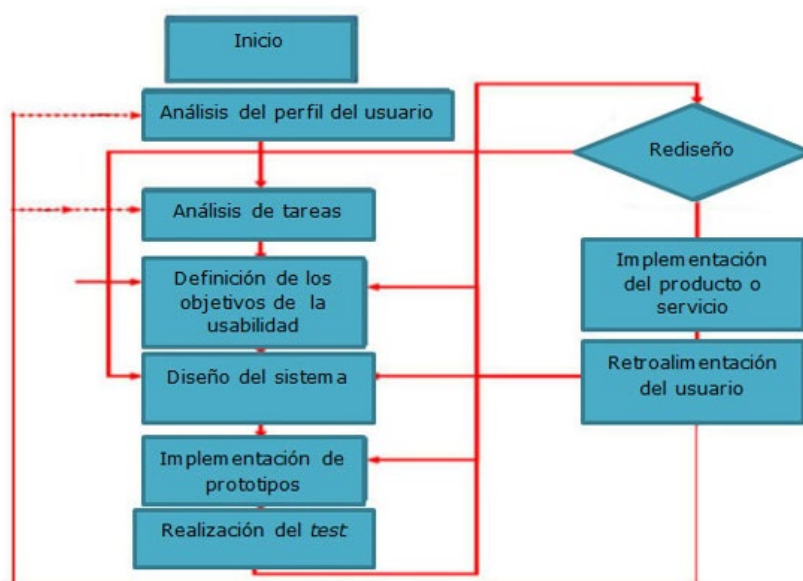 Inicio
Análisis del perfil del usuario
Análisis de tareas
Definición de los
objetivos de la
usabilidad
Diseño del sistema
Implementación de
prototipos
Realización del test
Rediseño
Implementación
del producto o
servicio
Retroalimentación
del usuario